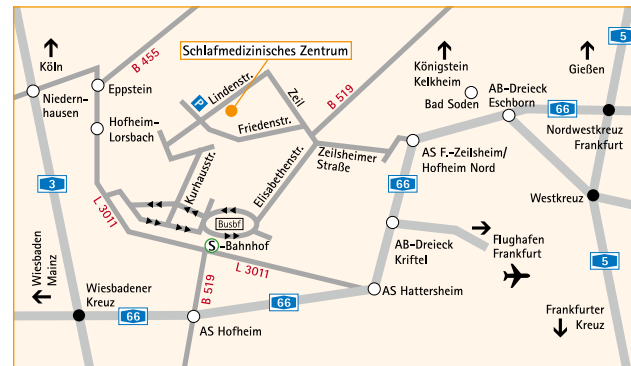 Köln
B 455
Schlafmedizinisches Zentrum
5
Königstein
Kelkheim
Gießen
Niedern-
hausen
Eppstein
P
Lindenstr.
Zeil
B 519
Bad Soden
AB-Dreieck
Eschborn
66
Hofheim-
Lorsbach
Friedenstr.
Nordwestkreuz
Frankfurt
Zeilsheimer
Straße
AS F.-Zeilsheim/
Hofheim Nord
3
Kurhausstr.
Elisabethenstr.
66
Westkreuz
L 3011
Busbf
S-Bahnhof
AB-Dreieck
Kriftel
Flughafen
Frankfurt
Wiesbaden
Mainz
L 3011
5
Wiesbadener
Kreuz
B 519
AS Hattersheim
66
66
AS Hofheim
Frankfurter
Kreuz